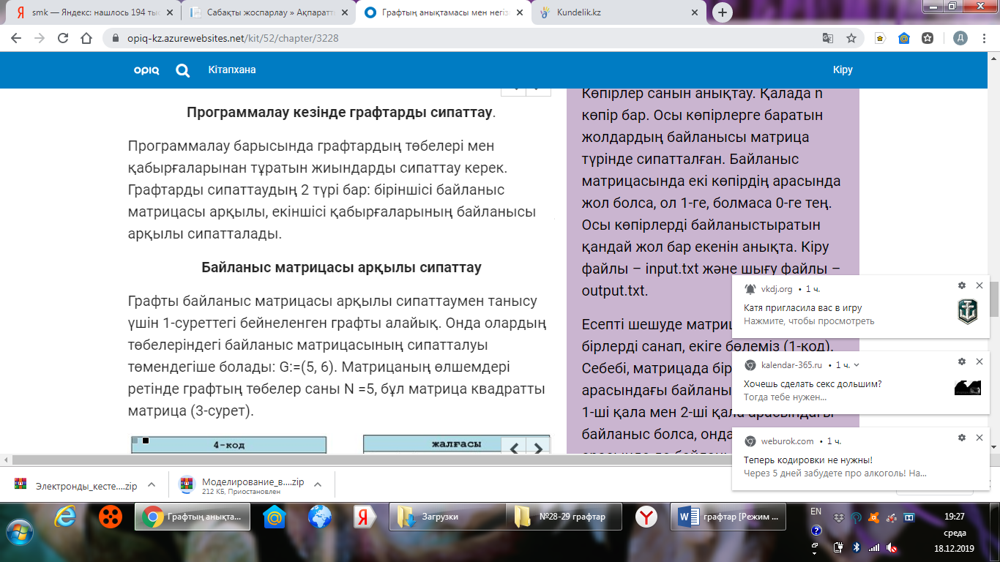 smk — Яндекс: нашлось 194 тыс
Сабақты жоспарлау » Ақпаратт
Графтың анықтамасы мен негізг
Kundelik.kz
opiq-kz.azurewebsites.net/kit/52/chapter/3228
Д
opiq
Кітапхана
Кіру
Программалау кезінде графтарды сипаттау.
Программалау барысында графтардың төбелері мен
қабырғаларынан тұратын жиындарды сипаттау керек.
Графтарды сипаттаудың 2 түрі бар: біріншісі байланыс
матрицасы арқылы, екіншісі қабырғаларының байланысы
арқылы сипатталады.
Байланыс матрицасы арқылы сипаттау
Графты байланыс матрицасы арқылы сипаттаумен танысу
үшін 1-суреттегі бейнеленген графты алайық. Онда олардың
төбелеріндегі байланыс матрицасының сипатталуы
төмендегіше болады: G:=(5, 6). Матрицаның өлшемдері
ретінде графтың төбелер саны N =5, бұл матрица квадратты
матрица (3-сурет).
4-код
жалғасы
Көпірлер санын анықтау. Қалада n
көпір бар. Осы көпірлерге баратын
жолдардың байланысы матрица
түрінде сипатталған. Байланыс
матрицасында екі көпірдің арасында
жол болса, ол 1-ге, болмаса 0-ге тең.
Осы көпірлерді байланыстыратын
қандай жол бар екенін анықта. Кіру
файлы – input.txt және шығу файлы –
output.txt.
Есепті шешуде матриц
бірлерді санап, екіге бөлеміз (1-код).
Себебі, матрицада бір
арасындағы байланы
1-ші қала мен 2-ші қала арасындағы
байланыс болса, онда
vkdj.org • 1 ч.
Катя пригласила вас в игру
Нажмите, чтобы просмотреть
kalendar-365.ru • 1 ч.
Хочешь сделать секс дольшим?
Тогда тебе нужен...
weburok.com • 1 ч.
Теперь кодировки не нужны!
Через 5 дней забудете про алкоголь! На...
Электронды_кесте....zip
Моделирование_в....zip
212 КБ, Приостановлен
Графтың анықта...
Загрузки
№28-29 графтар
графтар [Режим ...
EN
19:27
среда
18.12.2019